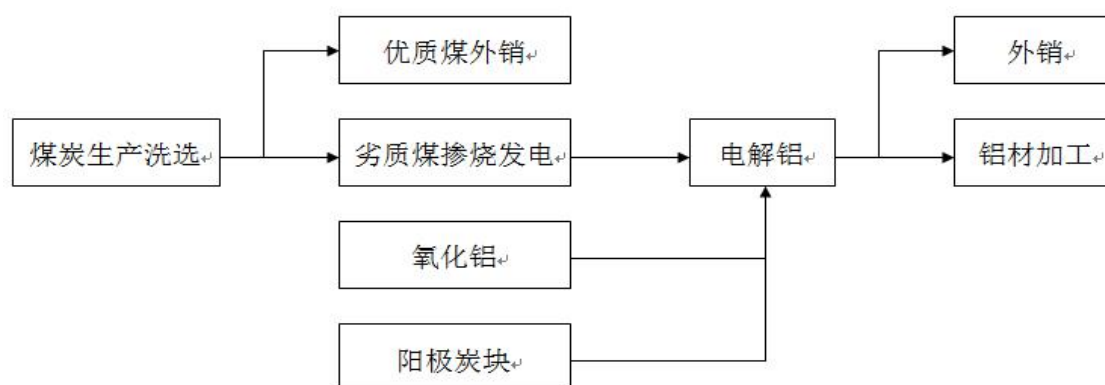 优质煤外销
外销
煤炭生产洗选
劣质煤掺烧发电
电解铝
铝材加工
氧化铝
阳极炭块